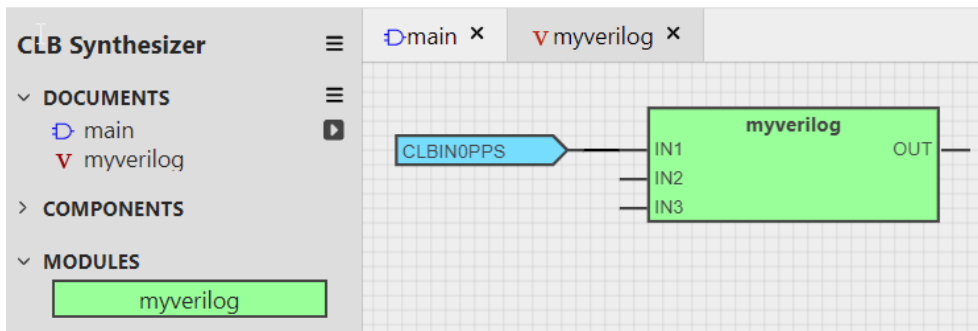 CLB Synthesizer
DOCUMENTS
main
V myverilog
COMPONENTS
MODULES
myverilog
main ×
V myverilog ×
CLBIN0PPS
myverilog
IN1 OUT
IN2
IN3